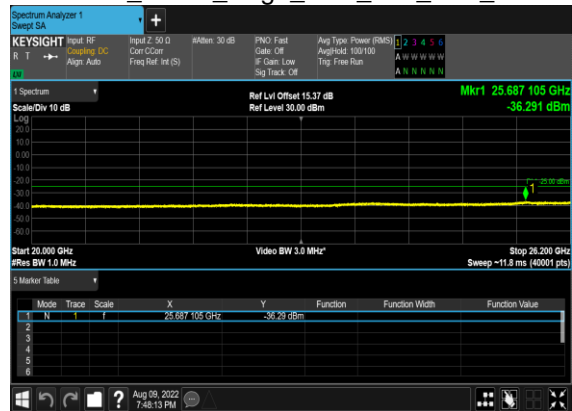 Spectrum Analyzer 1
Swept SA
+
KEYSIGHT Input: RF Input Z: 50 Ω #Atten: 30 dB PNO: Fast Avg Type: Power (RMS) 1 2 3 4 5 6
R T Coupling: DC Corr CCorr Gate: Off Avg|Hold: 100/100 A W W W W W
Align: Auto Freq Ref: Int (S) IF Gain: Low Trig: Free Run
LW Sig Track: Off A N N N N N
1 Spectrum Ref Lvl Offset 15.37 dB Mkr1 25.687 105 GHz
Scale/Div 10 dB Ref Level 30.00 dBm -36.291 dBm
Log
20.0
10.0
0.00
-10.0
-20.0
-25.00 dBm
1
-30.0
-40.0
-50.0
-60.0
Start 20.000 GHz Video BW 3.0 MHz* Stop 26.200 GHz
#Res BW 1.0 MHz Sweep ~11.8 ms (40001 pts)
5 Marker Table
Mode Trace Scale X Y Function Function Width Function Value
1 N 1 f 25.687 105 GHz -36.29 dBm
2
3
4
5
6
? Aug 09, 2022
7:48:13 PM